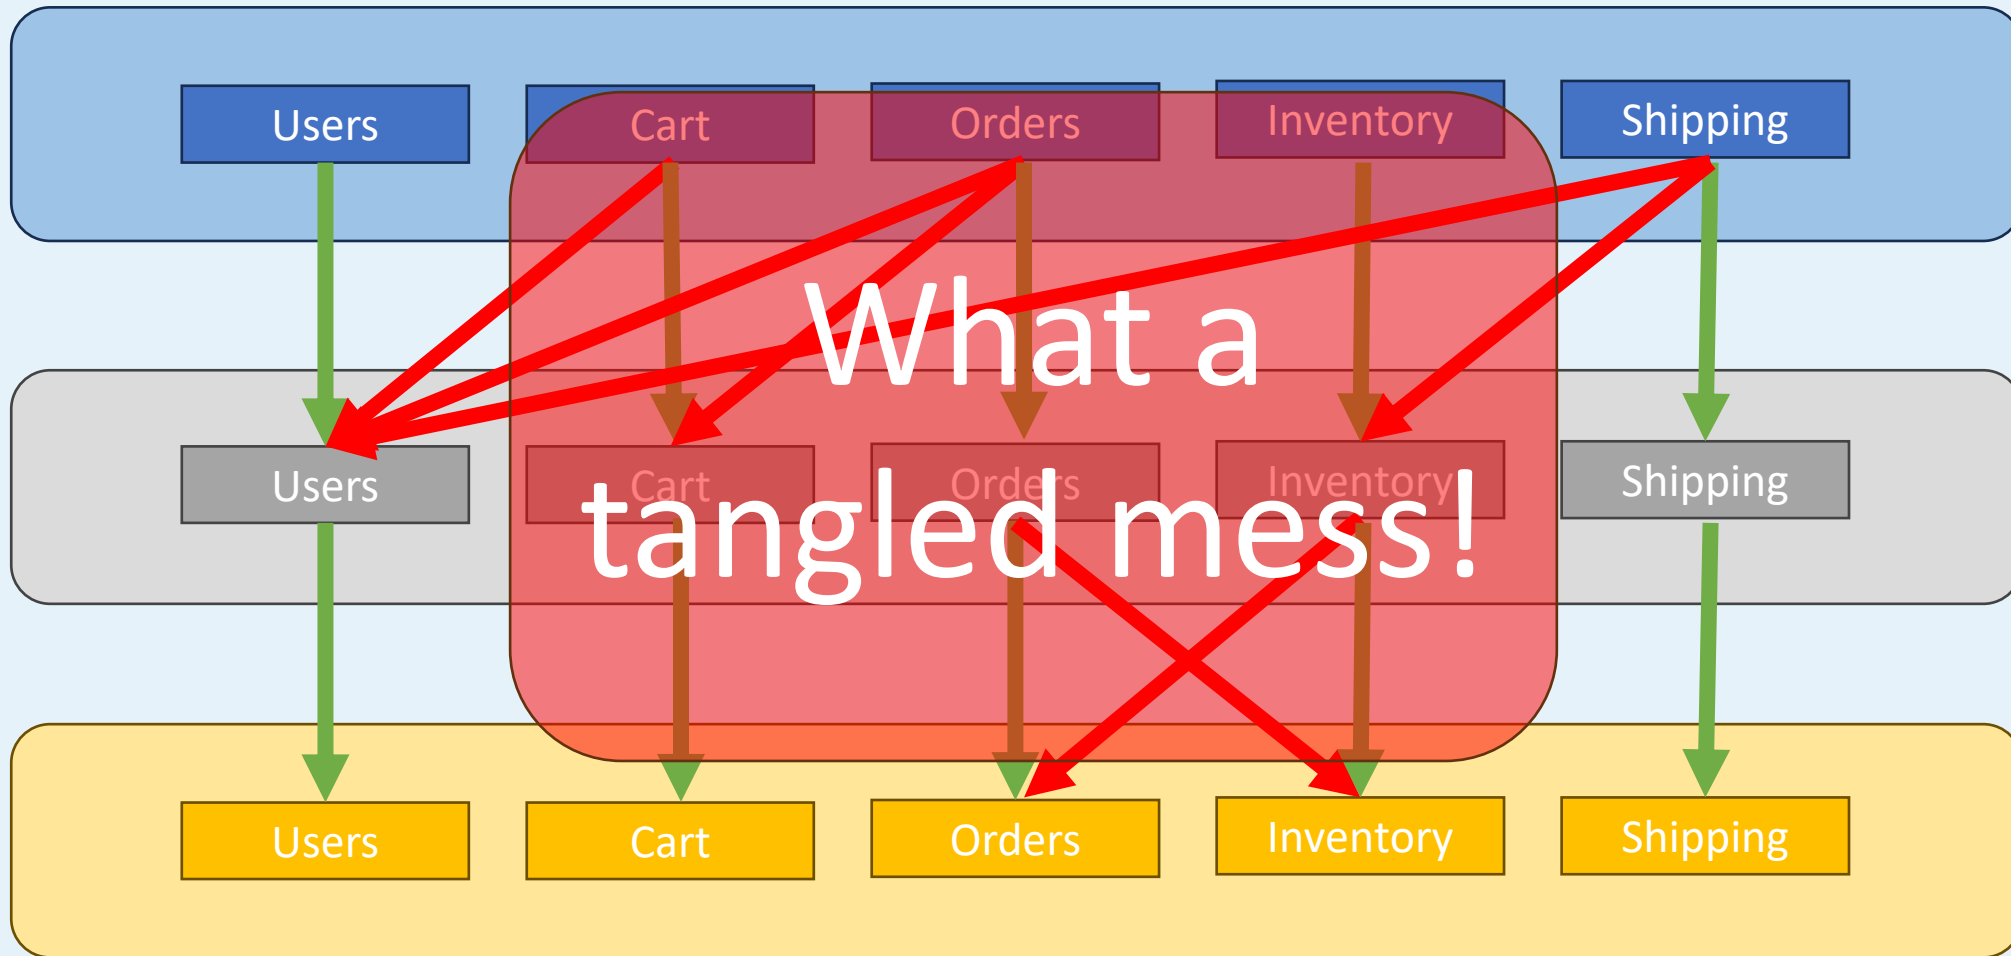 Users
Cart
Orders
Inventory
Shipping
What a
tangled mess!
Users
Cart
Orders
Inventory
Shipping
Users
Cart
Orders
Inventory
Shipping